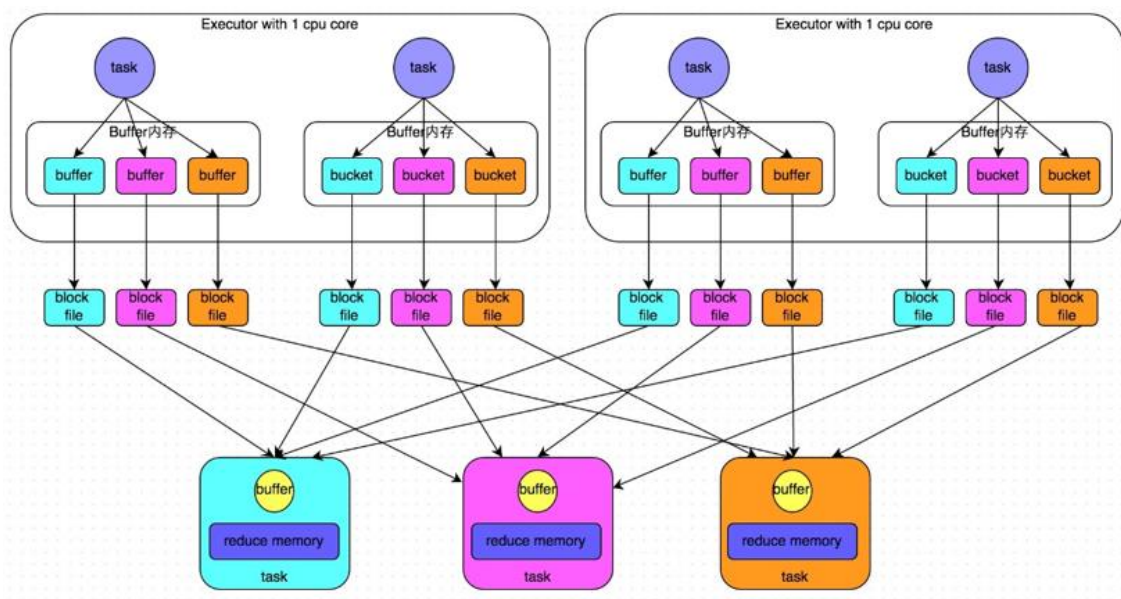 Executor with 1 cpu core
Executor with 1 cpu core
task
task
task
task
Buffer内存
Buffer内存
Buffer内存
Buffer内存
buffer
buffer
buffer
bucket
bucket
bucket
buffer
buffer
buffer
bucket
bucket
bucket
block
file
block
file
block
file
block
file
block
file
block
file
block
file
block
file
block
file
block
file
block
file
block
file
buffer
reduce memory
task
buffer
reduce memory
task
buffer
reduce memory
task